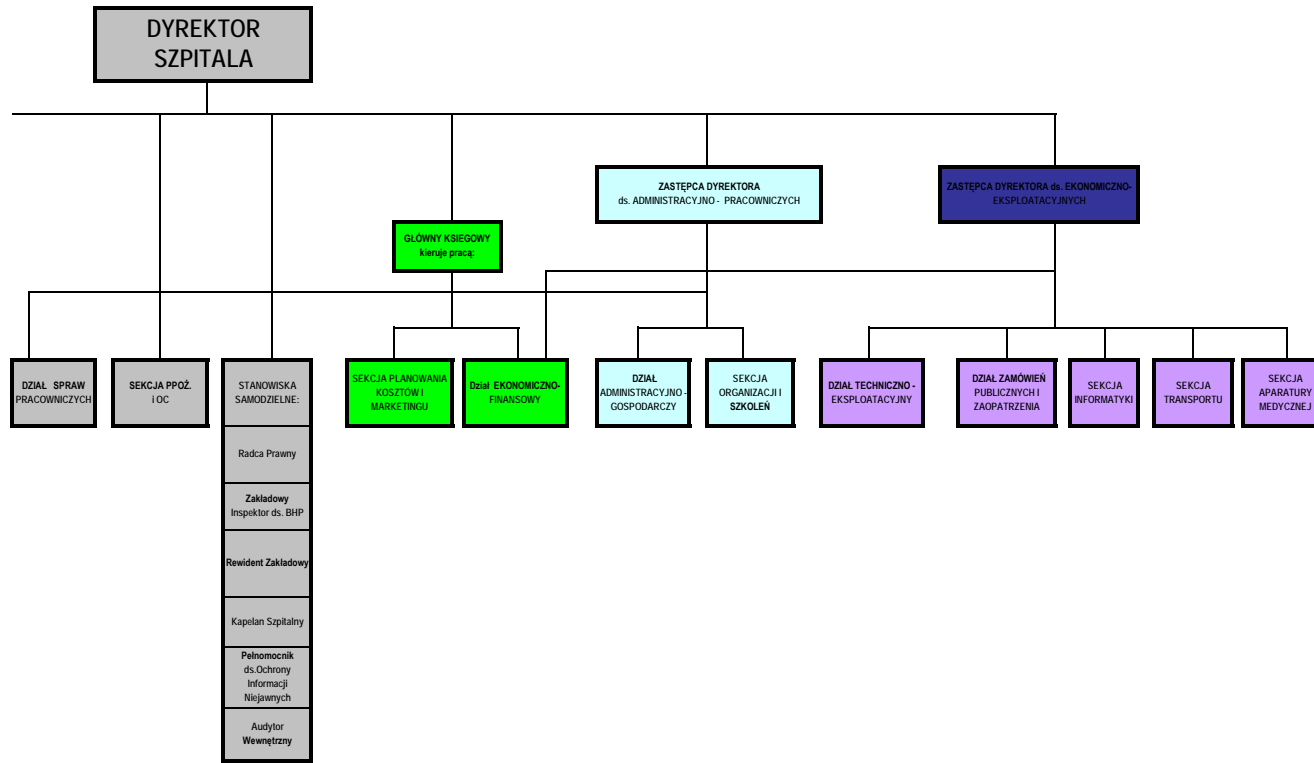 DYREKTOR
SZPITALA
ZASTĘPCA DYREKTORA
ds. ADMINISTRACYJNO - PRACOWNICZYCH
ZASTĘPCA DYREKTORA ds. EKONOMICZNO-
EKSPLOATACYJNYCH
GŁÓWNY KSIEGOWY
kieruje pracą:
DZIAŁ SPRAW
PRACOWNICZYCH
SEKCJA PPOŻ.
i OC
STANOWISKA
SAMODZIELNE:
Radca Prawny
Zakładowy
Inspektor ds. BHP
Rewident Zakładowy
Kapelan Szpitalny
Pełnomocnik
ds.Ochrony
Informacji
Niejawnych
Audytor
Wewnętrzny
SEKCJA PLANOWANIA
KOSZTÓW I
MARKETINGU
Dział EKONOMICZNO-
FINANSOWY
DZIAŁ
ADMINISTRACYJNO -
GOSPODARCZY
SEKCJA
ORGANIZACJI I
SZKOLEŃ
DZIAŁ TECHNICZNO -
EKSPLOATACYJNY
DZIAŁ ZAMÓWIEŃ
PUBLICZNYCH I
ZAOPATRZENIA
SEKCJA
INFORMATYKI
SEKCJA
TRANSPORTU
SEKCJA
APARATURY
MEDYCZNEJ